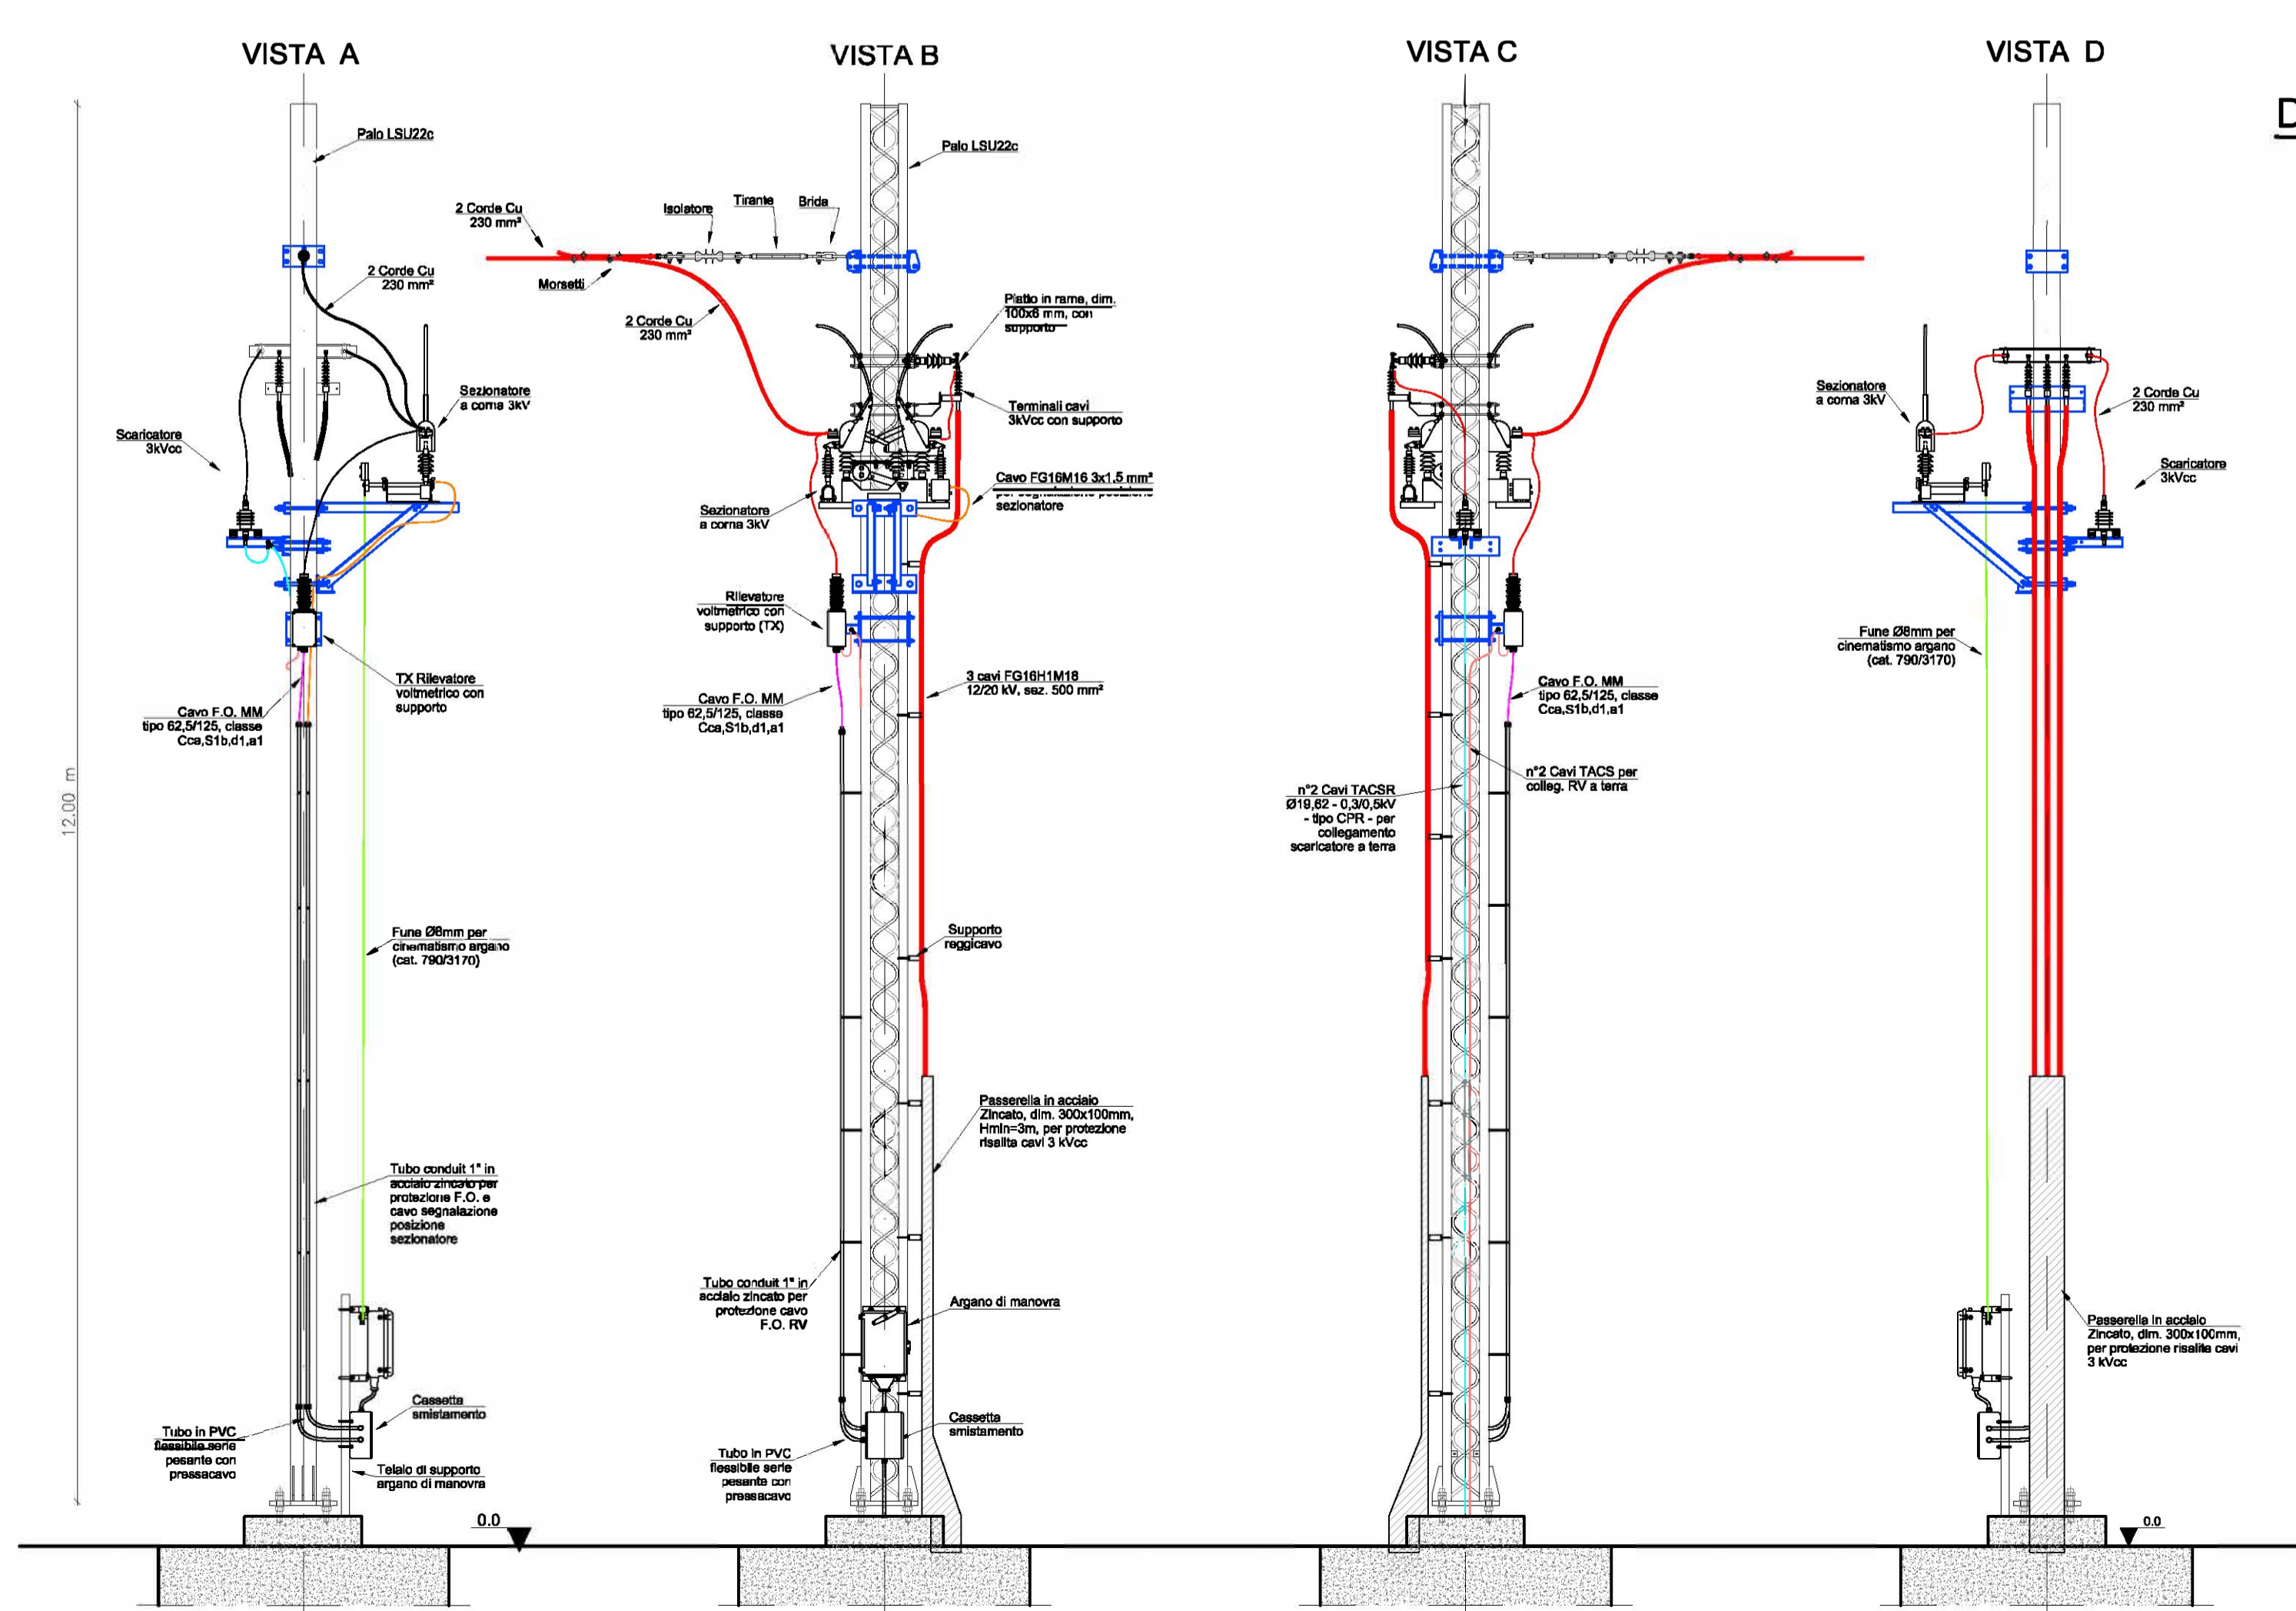 VISTA A
VISTA B
VISTA C
VISTA D
D
12.00 m
Palo LSU22c
2 Corde Cu
230 mm²
Sezionatore
a corna 3kV
Scaricatore
3kVcc
TX Rilevatore
voltmetrico con
supporto
Cavo F.O. MM
tipo 62,5/125, classe
Cca,S1b,d1,a1
Fune Ø8mm per
cinematismo argano
(cat. 790/3170)
Tubo conduit 1" in
acciaio zincato per
protezione F.O. e
cavo segnalazione
posizione
sezionatore
Cassetta
smistamento
Tubo in PVC
flessibile serie
pesante con
pressacavo
Telaio di supporto
argano di manovra
0.0
Palo LSU22c
2 Corde Cu
230 mm²
Isolatore
Tirante
Brida
Morsetti
2 Corde Cu
230 mm²
Piatto in rame, dim.
100x6 mm, con
supporto
Terminali cavi
3kVcc con supporto
Cavo FG16M16 3x1.5 mm²
per segnalazione posizione
sezionatore
Sezionatore
a corna 3kV
Rilevatore
voltmetrico con
supporto (TX)
Cavo F.O. MM
tipo 62,5/125, classe
Cca,S1b,d1,a1
3 cavi FG16H1M18
12/20 kV, sez. 500 mm²
Supporto
reggicavo
Passerella in acciaio
Zincato, dim. 300x100mm,
Hmin=3m, per protezione
risalita cavi 3 kVcc
Tubo conduit 1" in
acciaio zincato per
protezione cavo
F.O. RV
Argano di manovra
Cassetta
smistamento
Tubo in PVC
flessibile serie
pesante con
pressacavo
Cavo F.O. MM
tipo 62,5/125, classe
Cca,S1b,d1,a1
n°2 Cavi TACS per
colleg. RV a terra
n°2 Cavi TACSR
Ø19,62 - 0,3/0,5kV
- tipo CPR - per
collegamento
scaricatore a terra
Sezionatore
a corna 3kV
2 Corde Cu
230 mm²
Scaricatore
3kVcc
Fune Ø8mm per
cinematismo argano
(cat. 790/3170)
Passerella in acciaio
Zincato, dim. 300x100mm,
per protezione risalita cavi
3 kVcc
0.0